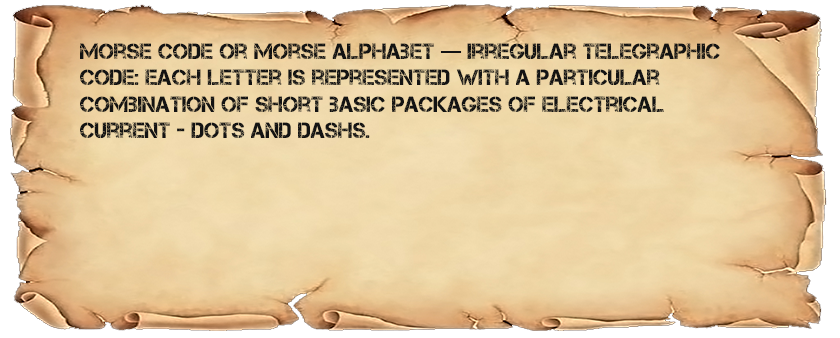 MORSE CODE OR MORSE ALPHABET — IRREGULAR TELEGRAPHIC
CODE: EACH LETTER IS REPRESENTED WITH A PARTICULAR
COMBINATION OF SHORT BASIC PACKAGES OF ELECTRICAL
CURRENT - DOTS AND DASHS.